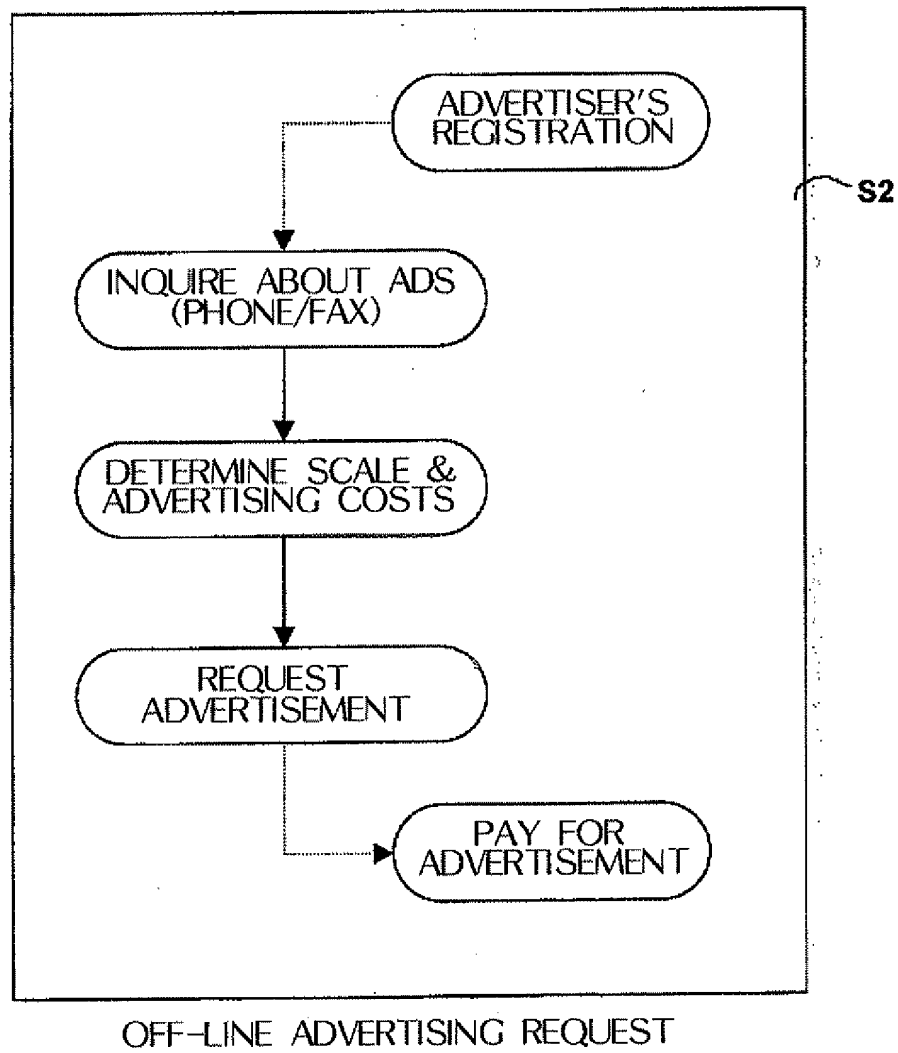 ADVERTISER'S
REGISTRATION
S2
INQUIRE ABOUT ADS
(PHONE/FAX)
DETERMINE SCALE &
ADVERTISING COSTS
REQUEST
ADVERTISEMENT
PAY FOR
ADVERTISEMENT
OFF-LINE ADVERTISING REQUEST